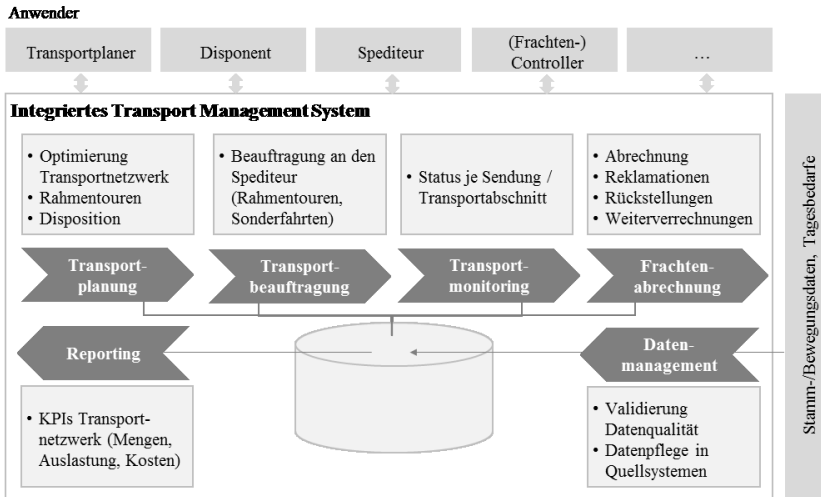 Anwender
Transportplaner
Disponent
Spediteur
(Frachten-)
Controller
…
Integriertes Transport Management System
• Optimierung
Transportnetzwerk
• Rahmentouren
• Disposition
• Beauftragung an den
Spediteur
(Rahmentouren,
Sonderfahrten)
• Status je Sendung /
Transportabschnitt
• Abrechnung
• Reklamationen
• Rückstellungen
• Weiterverrechnungen
Transport-
planung
Transport-
beauftragung
Transport-
monitoring
Frachten-
abrechnung
Reporting
Daten-
management
• KPIs Transport-
netzwerk (Mengen,
Auslastung, Kosten)
• Validierung
Datenqualität
• Datenpflege in
Quellsystemen
Stamm-/Bewegungsdaten, Tagesbedarfe